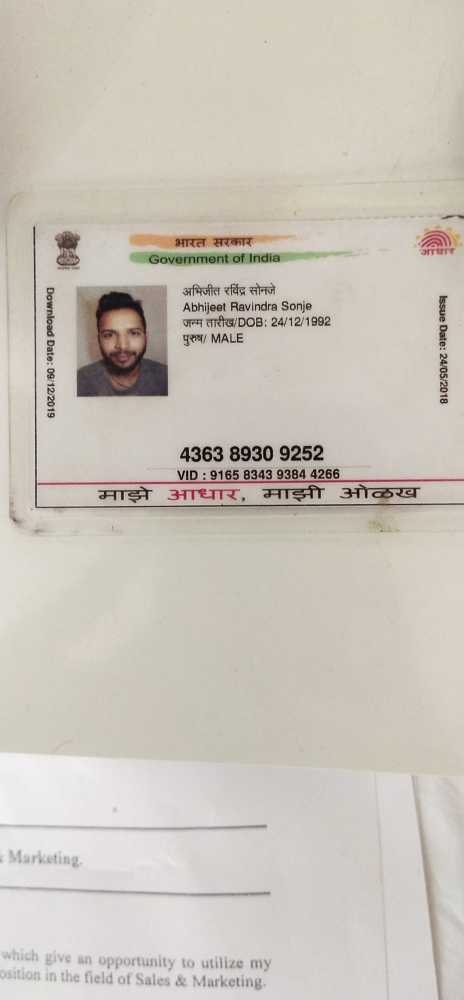 भारत सरकार
Government of India
आधार
अभिजीत रविंद्र सोनजे
Abhijeet Ravindra Sonje
जन्म तारीख/DOB: 24/12/1992
पुरुष/ MALE
Download Date: 09/12/2019
Issue Date: 24/05/2018
4363 8930 9252
VID : 9165 8343 9384 4266
माझे आधार, माझी ओळख
Marketing.
which give an opportunity to utilize my
position in the field of Sales & Marketing.